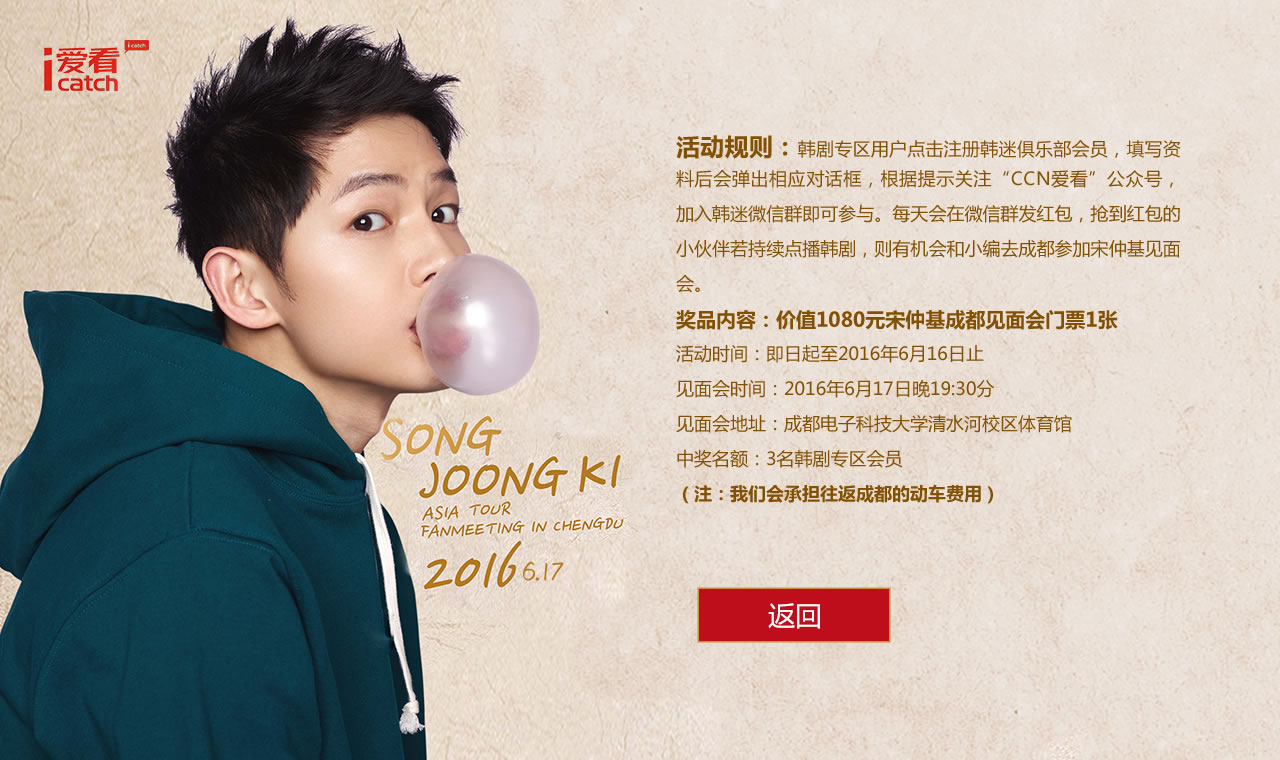 i爱看
i catch
catch
活动规则：韩剧专区用户点击注册韩迷俱乐部会员，填写资
料后会弹出相应对话框，根据提示关注“CCN爱看”公众号，
加入韩迷微信群即可参与。每天会在微信群发红包，抢到红包的
小伙伴若持续点播韩剧，则有机会和小编去成都参加宋仲基见面
会。
奖品内容：价值1080元宋仲基成都见面会门票1张
活动时间：即日起至2016年6月16日止
见面会时间：2016年6月17日晚19:30分
见面会地址：成都电子科技大学清水河校区体育馆
中奖名额：3名韩剧专区会员
（注：我们会承担往返成都的动车费用）
SONG
JOONG KI
ASIA TOUR
FANMEETING IN CHENGDU
2016 6.17
返回